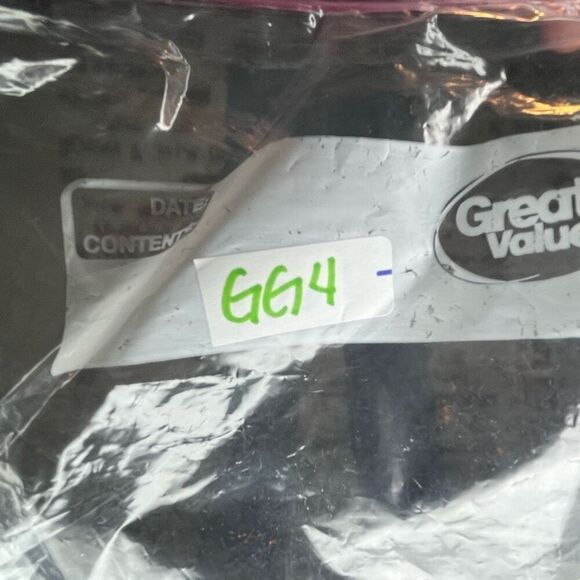 DATE:
CONTENTS
GG4
Great
Value